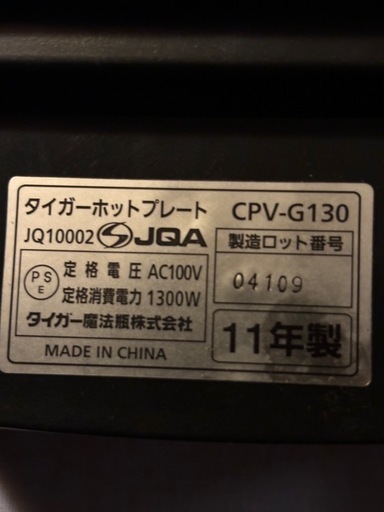 タイガーホットプレート CPV-G130
JQ10002 JQA
製造ロット番号
04109
PS
E
定格電圧 AC100V
定格消費電力 1300W
タイガー魔法瓶株式会社
11年製
MADE IN CHINA